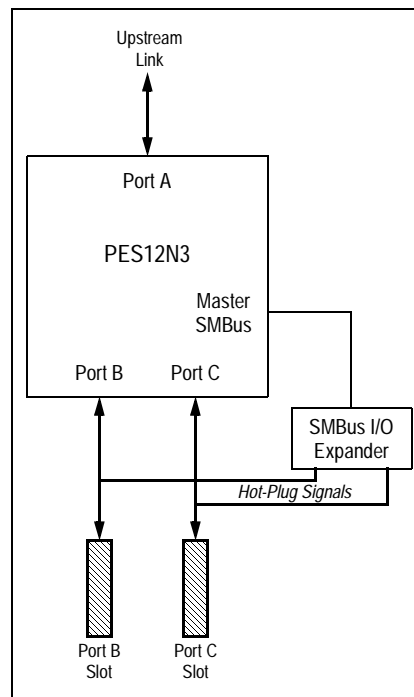 Upstream
Link
Port A
PES12N3
Master
SMBus
Port B
Port C
SMBus I/O
Expander
Hot-Plug Signals
Port B
Slot
Port C
Slot